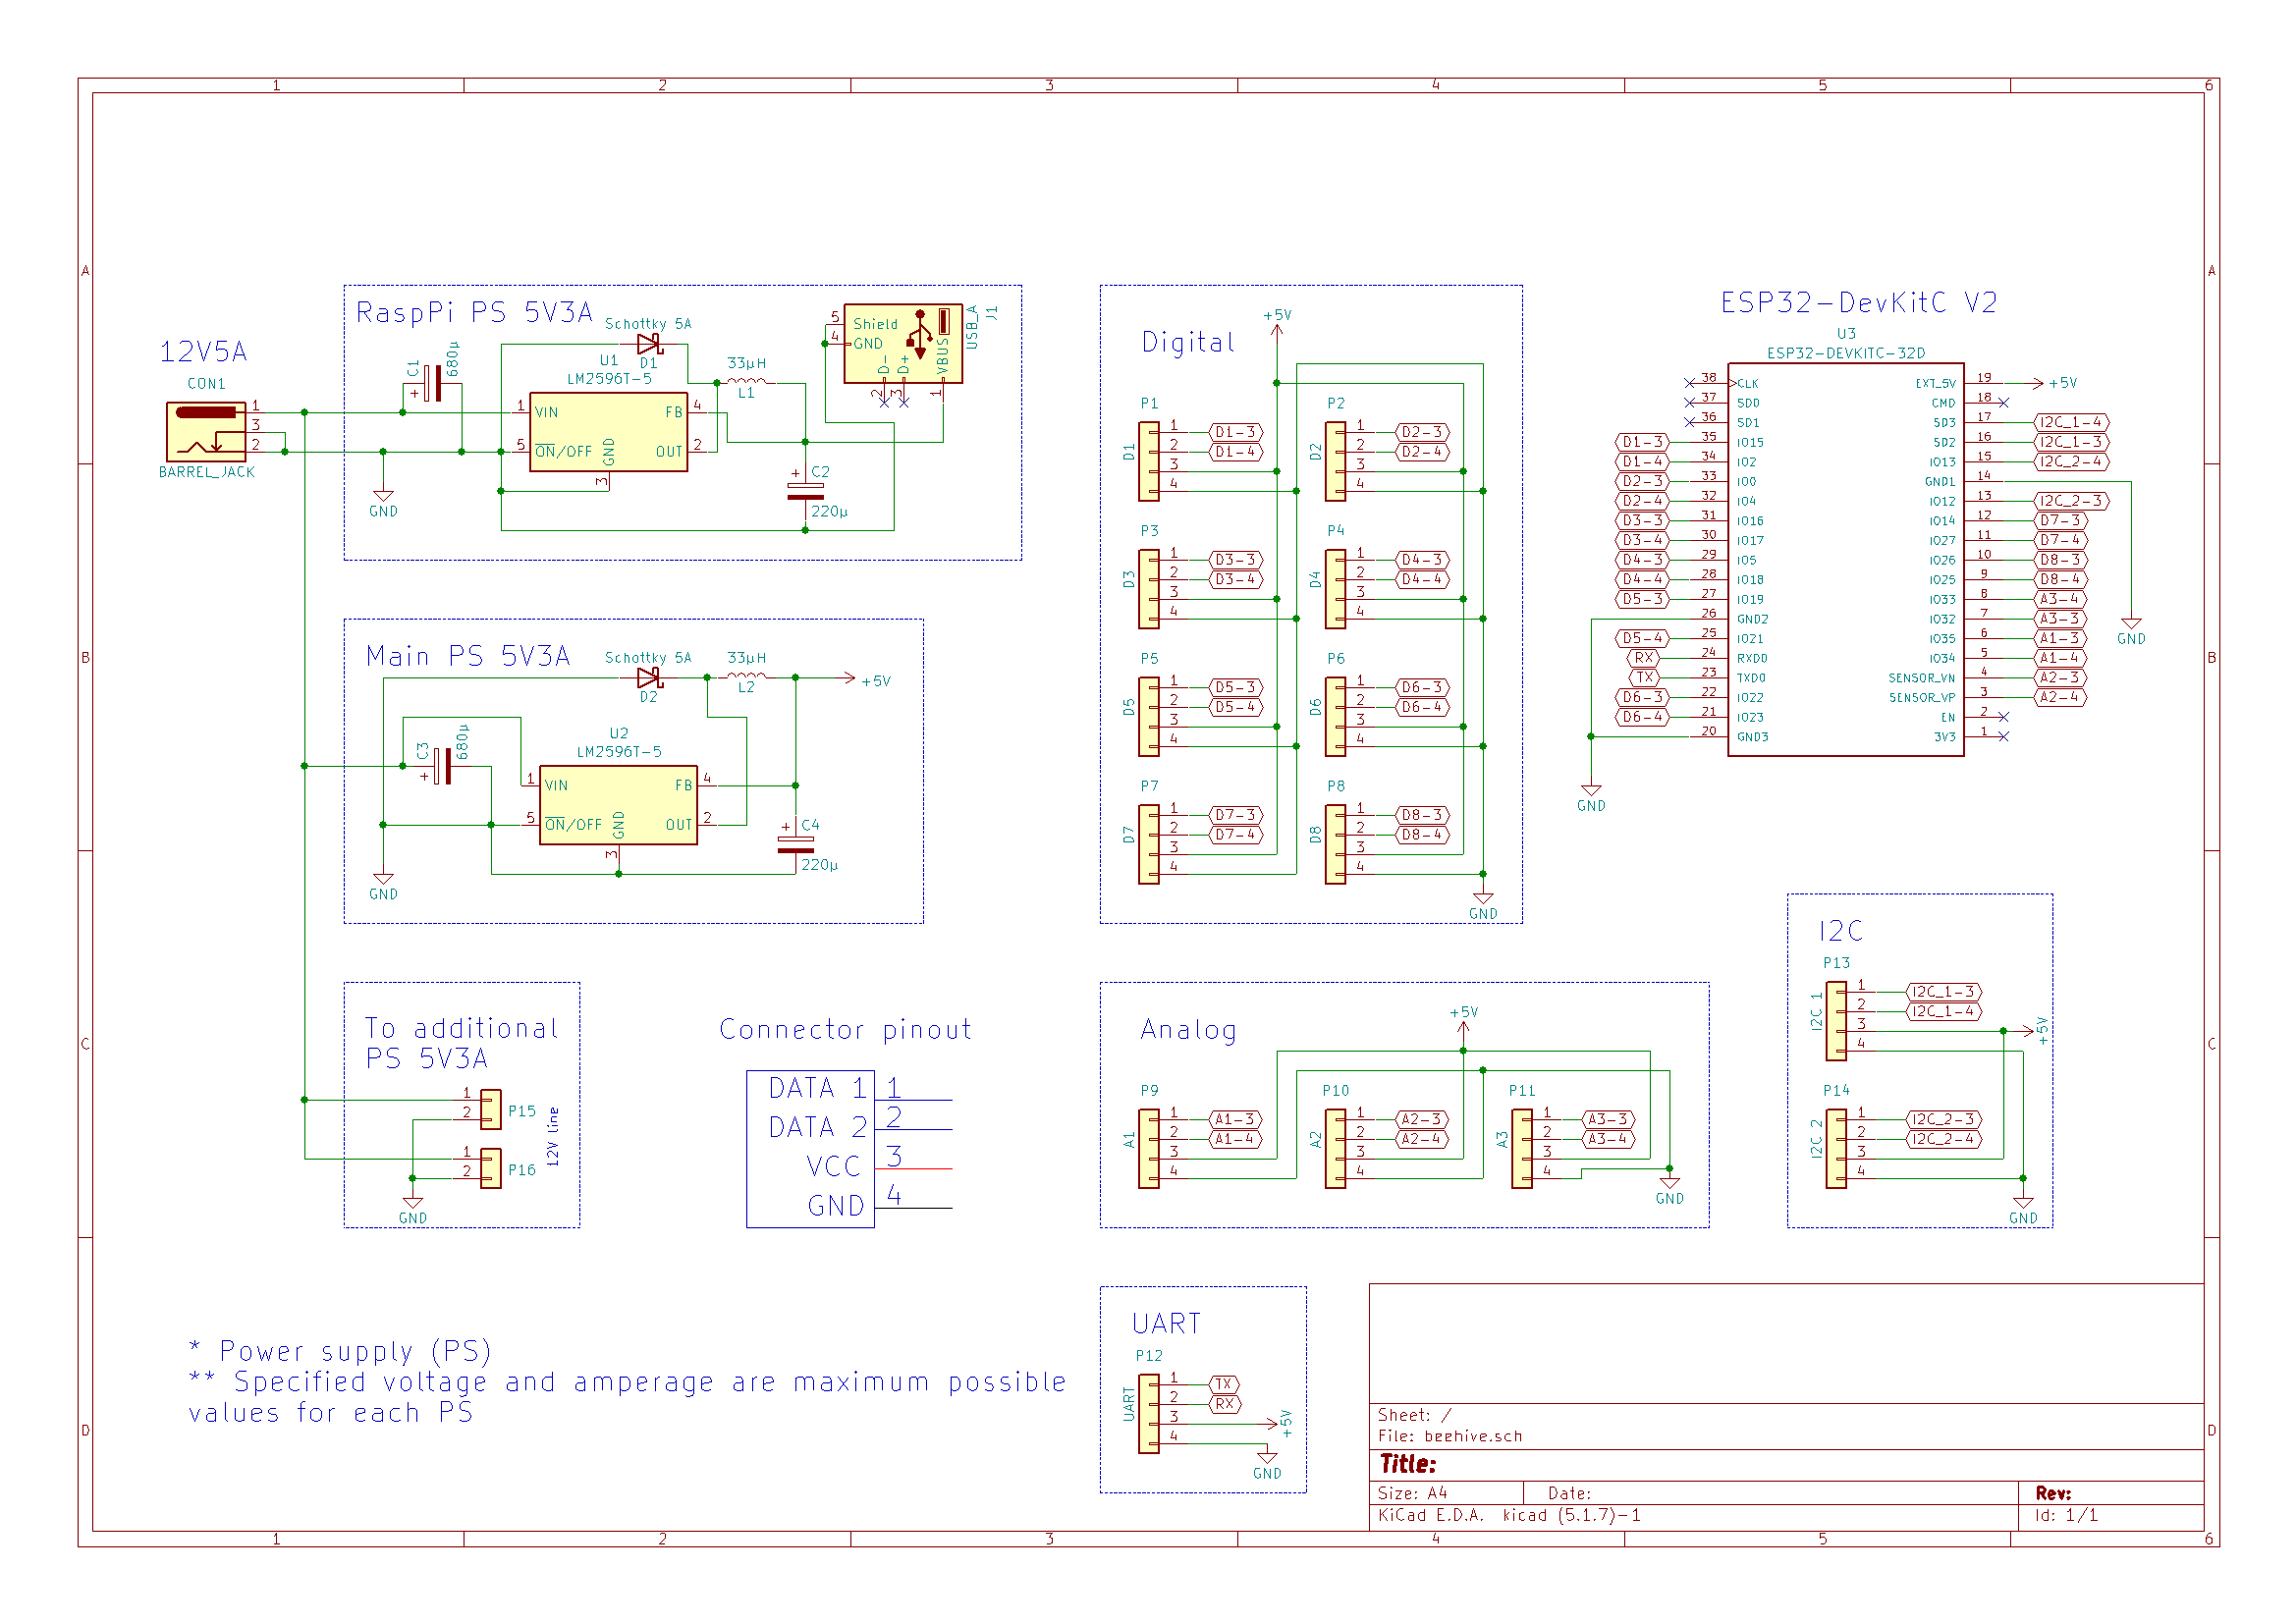 1 2 3 4 5 6
A
B
C
D
A
B
C
D
1 2 3 4 5 6
12V5A
CON1
1
3
2
BARREL_JACK
RaspPi PS 5V3A
C1
680µ
+
GND
Schottky 5A
D1
U1
LM2596T-5
1 VIN
5 ON/OFF
GND
3
FB 4
OUT 2
33µH
L1
+ C2
220µ
5 Shield
4 GND
D-
D+
VBUS
2
3
1
USB_A
J1
Main PS 5V3A
Schottky 5A
D2
33µH
L2
+5V
C3
680µ
+
U2
LM2596T-5
1 VIN
5 ON/OFF
GND
3
FB 4
OUT 2
+ C4
220µ
GND
To additional
PS 5V3A
1
2
P15
1
2
P16
12V line
GND
Connector pinout
DATA 1 1
DATA 2 2
VCC 3
GND 4
* Power supply (PS)
** Specified voltage and amperage are maximum possible
values for each PS
Digital
+5V
P1
D1
1 D1-3
2 D1-4
3
4
P2
D2
1 D2-3
2 D2-4
3
4
P3
D3
1 D3-3
2 D3-4
3
4
P4
D4
1 D4-3
2 D4-4
3
4
P5
D5
1 D5-3
2 D5-4
3
4
P6
D6
1 D6-3
2 D6-4
3
4
P7
D7
1 D7-3
2 D7-4
3
4
P8
D8
1 D8-3
2 D8-4
3
4
GND
ESP32-DevKitC V2
U3
ESP32-DEVKITC-32D
38 CLK
37 SD0
36 SD1
D1-3 35 IO15
D1-4 34 IO2
D2-3 33 IO0
D2-4 32 IO4
D3-3 31 IO16
D3-4 30 IO17
D4-3 29 IO5
D4-4 28 IO18
D5-3 27 IO19
26 GND2
D5-4 25 IO21
RX 24 RXD0
TX 23 TXD0
D6-3 22 IO22
D6-4 21 IO23
20 GND3
GND
EXT_5V 19 +5V
CMD 18
SD3 17 I2C_1-4
SD2 16 I2C_1-3
IO13 15 I2C_2-4
GND1 14
IO12 13 I2C_2-3
IO14 12 D7-3
IO27 11 D7-4
IO26 10 D8-3
IO25 9 D8-4
IO33 8 A3-4
IO32 7 A3-3
IO35 6 A1-3
IO34 5 A1-4
SENSOR_VN 4 A2-3
SENSOR_VP 3 A2-4
EN 2
3V3 1
GND
Analog
+5V
P9
A1
1 A1-3
2 A1-4
3
4
P10
A2
1 A2-3
2 A2-4
3
4
P11
A3
1 A3-3
2 A3-4
3
4
GND
I2C
P13
I2C 1
1 I2C_1-3
2 I2C_1-4
3
4
+5V
P14
I2C 2
1 I2C_2-3
2 I2C_2-4
3
4
GND
UART
P12
UART
1 TX
2 RX
3
4
+5V
GND
Sheet: /
File: beehive.sch
Title:
Size: A4 Date: Rev:
KiCad E.D.A. kicad (5.1.7)-1 Id: 1/1